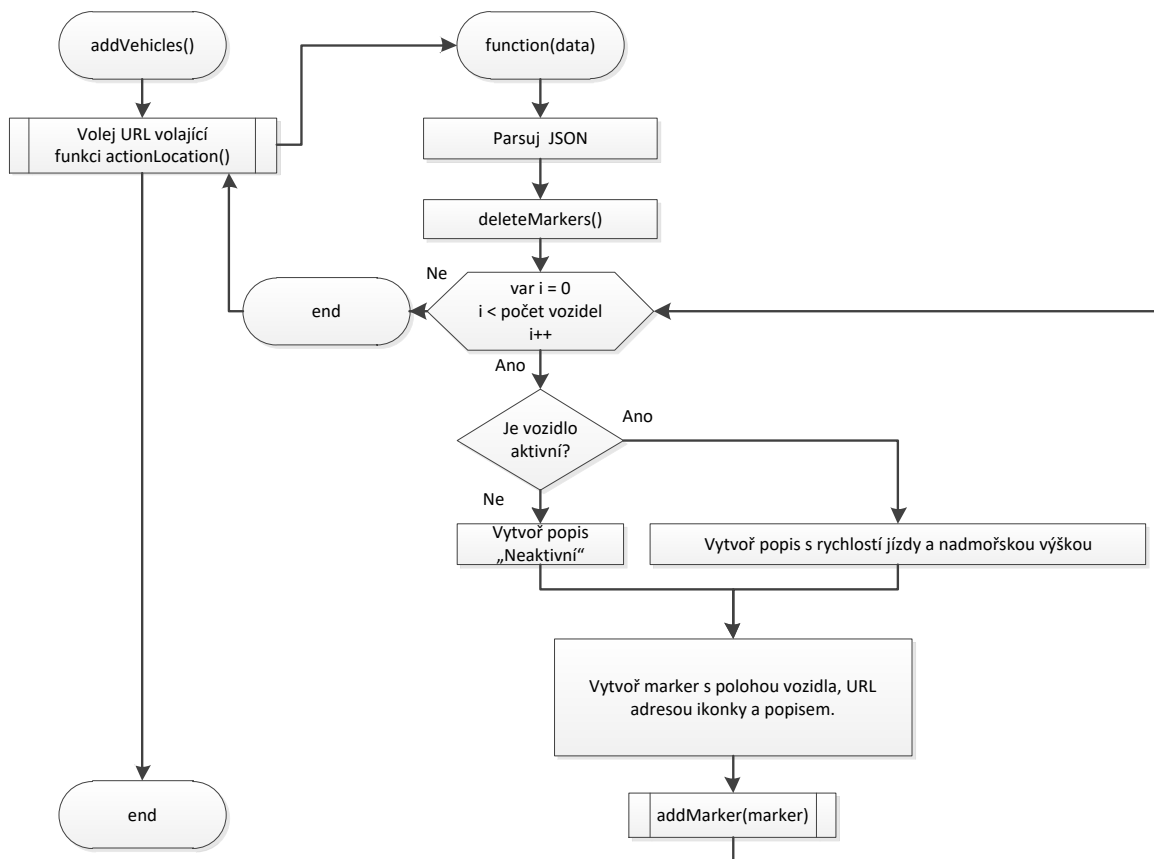 addVehicles()
function(data)
Volej URL volající
funkci actionLocation()
Parsuj JSON
deleteMarkers()
Ne
var i = 0
i < počet vozidel
i++
end
Ano
Je vozidlo
aktivní?
Ano
Ne
Vytvoř popis
„Neaktivní“
Vytvoř popis s rychlostí jízdy a nadmořskou výškou
Vytvoř marker s polohou vozidla, URL
adresou ikonky a popisem.
end
addMarker(marker)